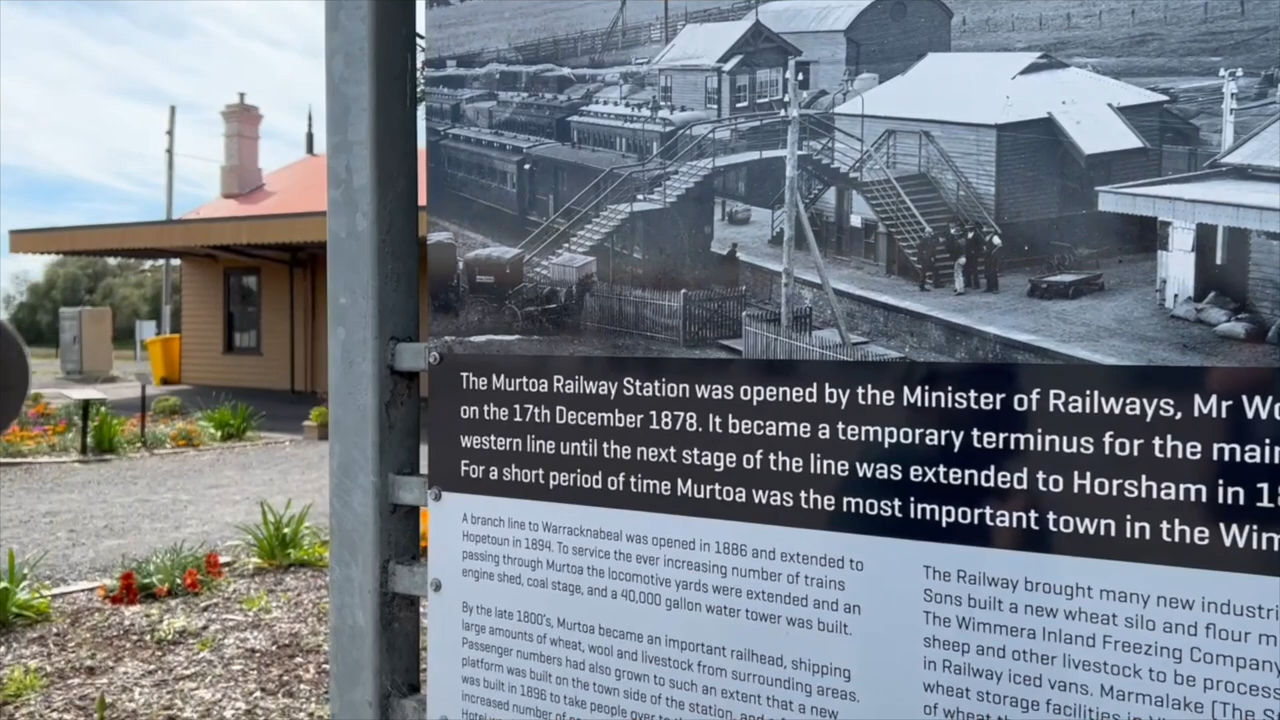 The Murtoa Railway Station was opened by the Minister of Railways, Mr
on the 17th December 1878. It became a temporary terminus for the
western line until the next stage of the line was extended to Horsham in
For a short period of time Murtoa was the most important town in the
A branch line to Warracknabeal was opened in 1886 and extended to
Hopetoun in 1894. To service the ever increasing number of trains
passing through Murtoa the locomotive yards were extended and an
engine shed, coal stage, and a 40,000 gallon water tower was built.
By the late 1800's, Murtoa became an important railhead, shipping
large amounts of wheat, wool and livestock from surrounding areas.
Passenger numbers had also grown to such an extent that a new
platform was built on the town side of the station, and a
was built in 1896 to take people over to
increased number of
The Railway brought many new
Sons built a new wheat silo and flour
The Wimmera Inland Freezing Company
sheep and other livestock to be
in Railway iced vans. Marmalake [The
wheat storage facilities in
of wheat